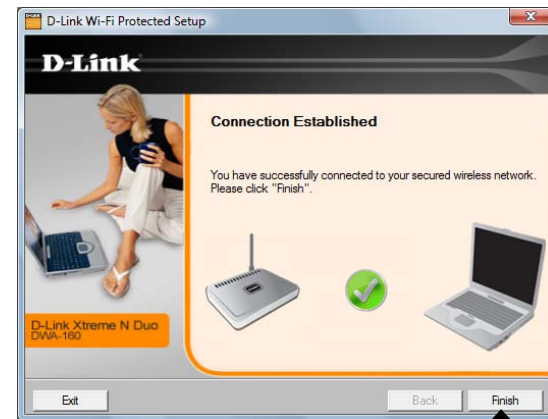 D-Link Wi-Fi Protected Setup
D-Link
Connection Established
You have successfully connected to your secured wireless network.
Please click "Finish".
D-Link Xtreme N Duo
DWA-160
Exit
Back
Finish